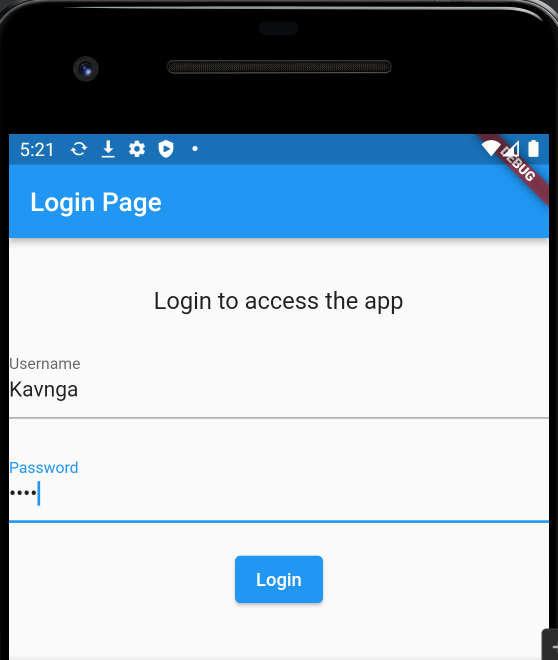 5:21
DEBUG
Login Page
Login to access the app
Username
Kavnga
Password
••••
Login